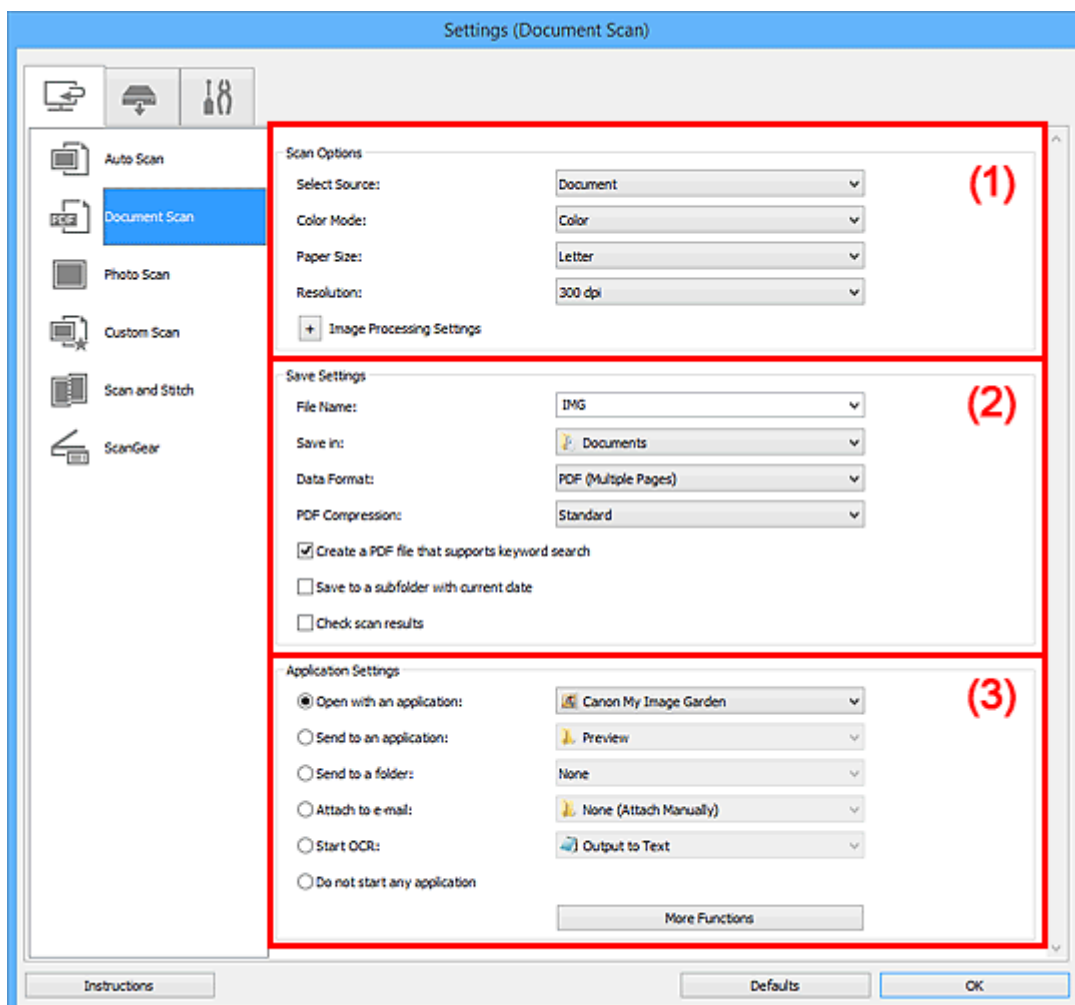 Settings (Document Scan)
Auto Scan
PDF Document Scan
Photo Scan
Custom Scan
Scan and Stitch
ScanGear
Scan Options
(1)
Select Source: Document
Color Mode: Color
Paper Size: Letter
Resolution: 300 dpi
+ Image Processing Settings
Save Settings
(2)
File Name: IMG
Save in: Documents
Data Format: PDF (Multiple Pages)
PDF Compression: Standard
Create a PDF file that supports keyword search
Save to a subfolder with current date
Check scan results
Application Settings
(3)
Open with an application: Canon My Image Garden
Send to an application: Preview
Send to a folder: None
Attach to e-mail: None (Attach Manually)
Start OCR: Output to Text
Do not start any application
More Functions
Instructions Defaults OK